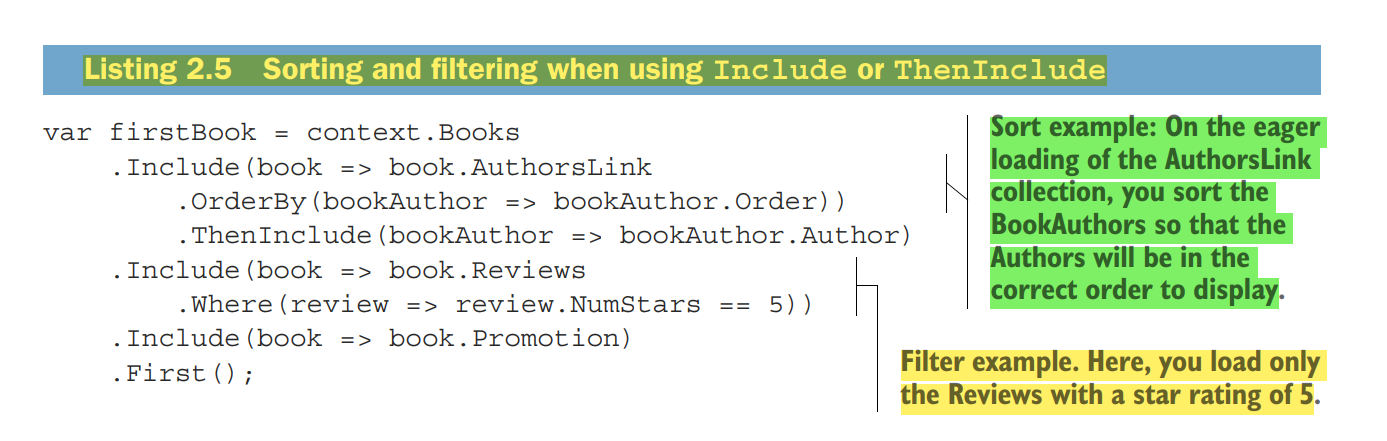 Listing 2.5 Sorting and filtering when using Include or ThenInclude
var firstBook = context.Books
.Include(book => book.AuthorsLink
.OrderBy(bookAuthor => bookAuthor.Order))
.ThenInclude(bookAuthor => bookAuthor.Author)
.Include(book => book.Reviews
.Where(review => review.NumStars == 5))
.Include(book => book.Promotion)
.First();
Sort example: On the eager
loading of the AuthorsLink
collection, you sort the
BookAuthors so that the
Authors will be in the
correct order to display.
Filter example. Here, you load only
the Reviews with a star rating of 5.